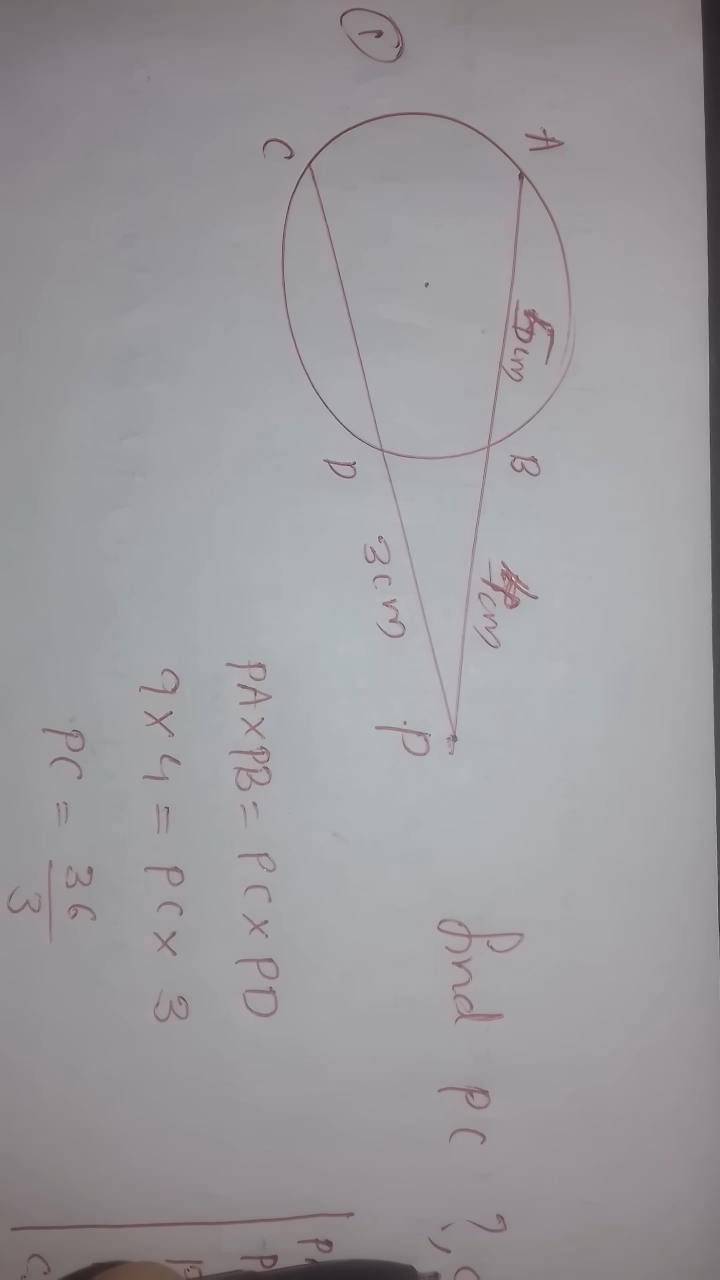 1
A
5cm
B
4cm
C
D
3cm
P
find PC ?,
PA×PB = PC×PD
9×4 = PC×3
PC = 36/3